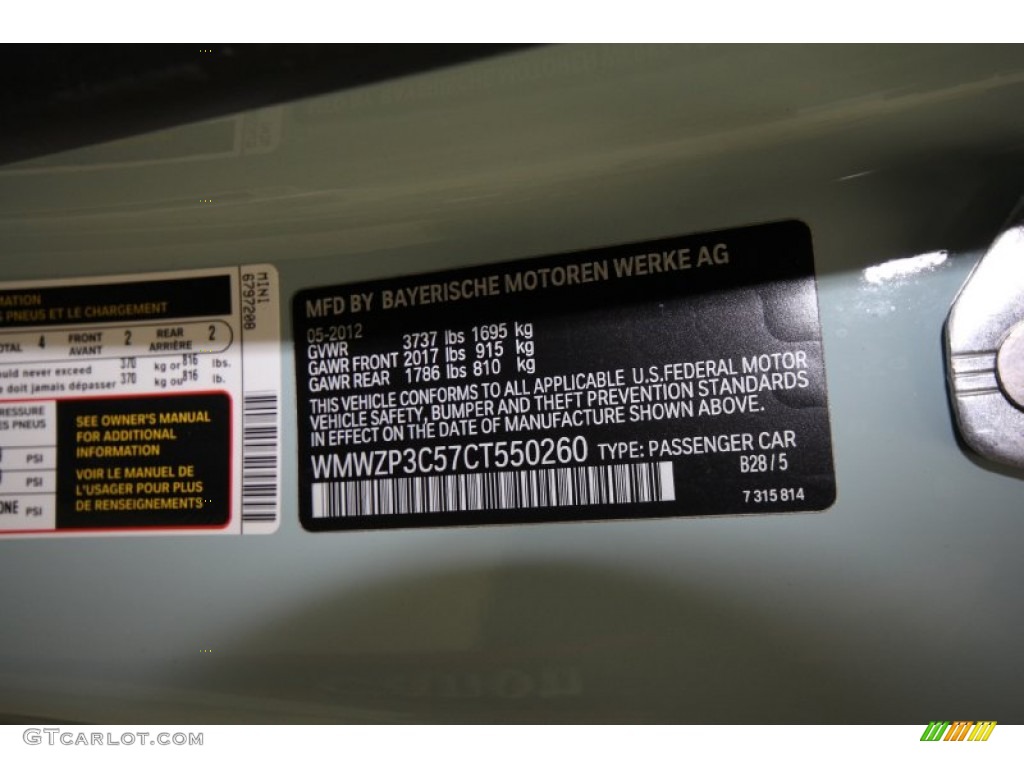 MFD BY BAYERISCHE MOTOREN WERKE AG
05-2012
GVWR 3737 lbs 1695 kg
GAWR FRONT 2017 lbs 915 kg
GAWR REAR 1786 lbs 810 kg
THIS VEHICLE CONFORMS TO ALL APPLICABLE U.S.FEDERAL MOTOR
VEHICLE SAFETY, BUMPER AND THEFT PREVENTION STANDARDS
IN EFFECT ON THE DATE OF MANUFACTURE SHOWN ABOVE.
WMWZP3C57CT550260 TYPE: PASSENGER CAR
B28/5
7 315 814
MINI
6797208
PNEUS ET LE CHARGEMENT
4 FRONT 2 REAR 2
AVANT ARRIÈRE
never exceed 370 kg or 816 lbs.
doit jamais dépasser 370 kg ou 816 lb.
PNEUS
PSI
PSI
PSI
SEE OWNER'S MANUAL
FOR ADDITIONAL
INFORMATION
VOIR LE MANUEL DE
L'USAGER POUR PLUS
DE RENSEIGNEMENTS
GTCarlot.com